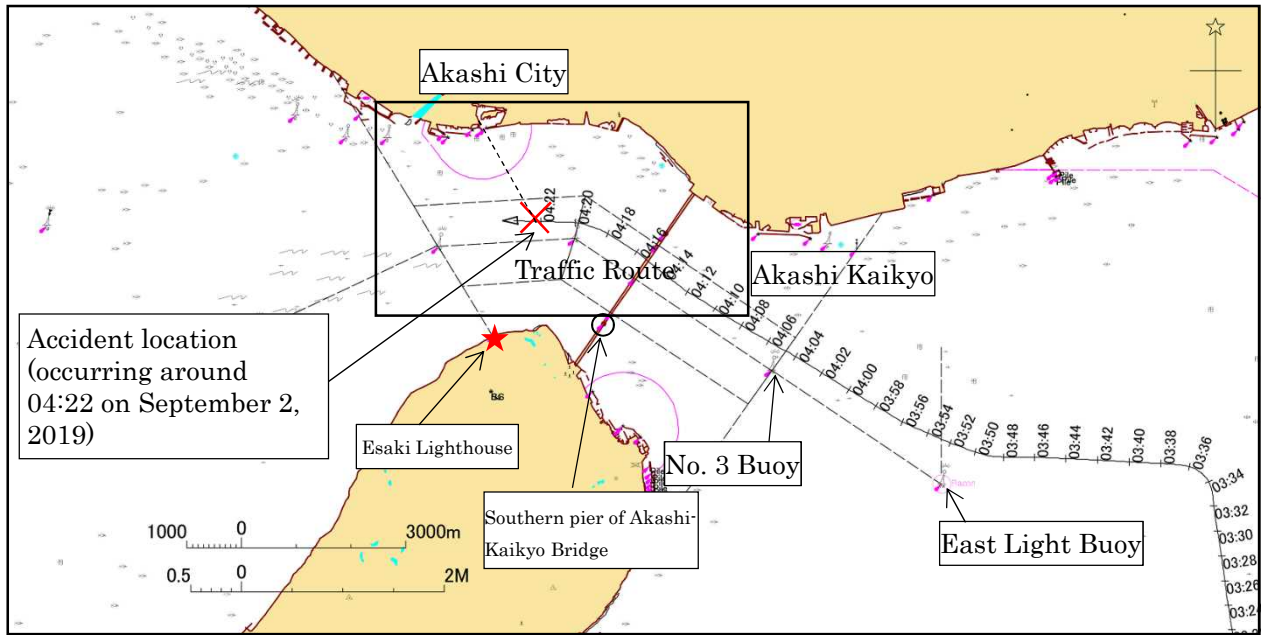 Akashi City
Traffic Route
Akashi Kaikyo
Accident location
(occurring around
04:22 on September 2,
2019)
Esaki Lighthouse
No. 3 Buoy
Southern pier of Akashi-
Kaikyo Bridge
East Light Buoy
Racon
04:22
04:20
04:18
04:16
04:14
04:12
04:10
04:08
04:06
04:04
04:02
04:00
03:58
03:56
03:54
03:52
03:50
03:48
03:46
03:44
03:42
03:40
03:38
03:36
03:34
03:32
03:30
03:28
03:26
03:24
1000 0 3000m
0.5 0 2M